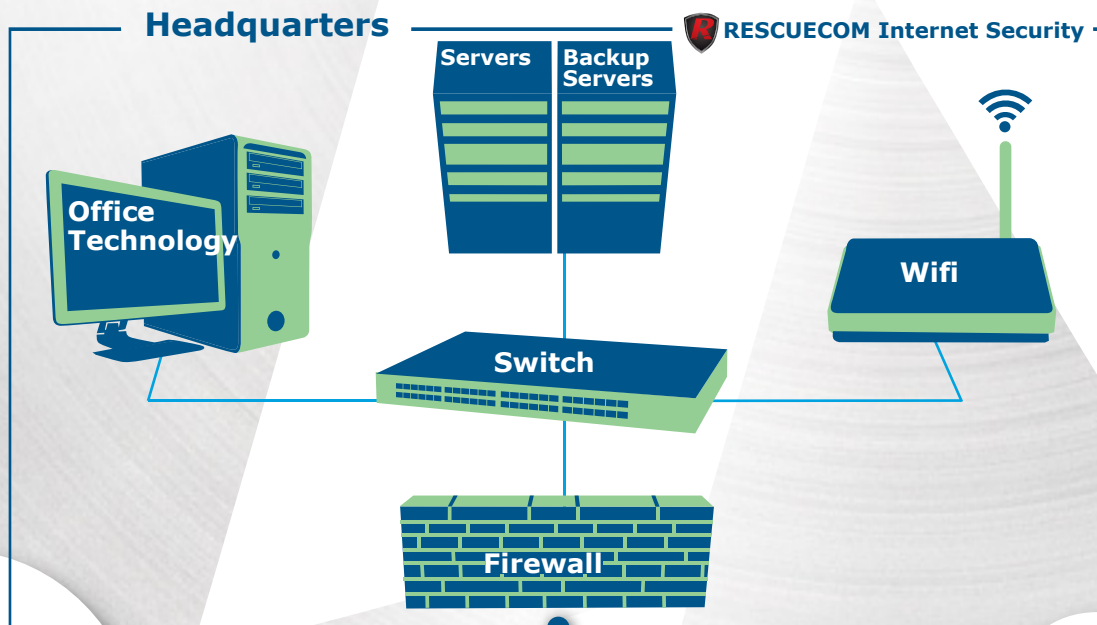 Headquarters
RESCUECOM Internet Security
Servers
Backup
Servers
Office
Technology
Wifi
Switch
Firewall